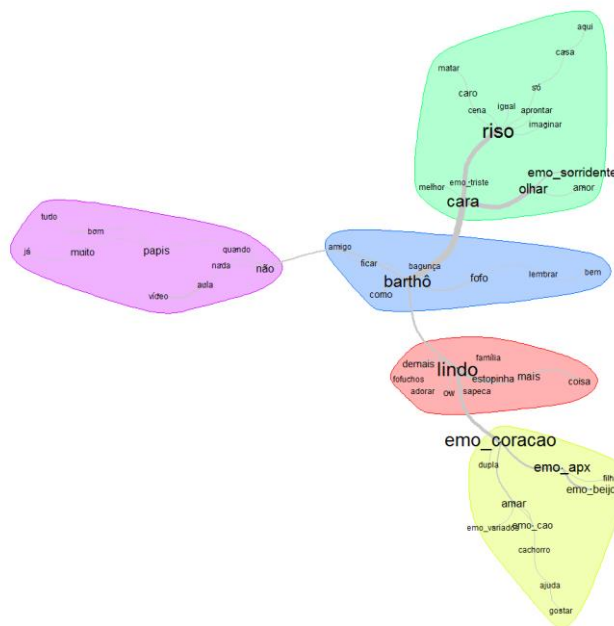 aqui
casa
matar
só
caro
igual
cena
aprontar
imaginar
riso
emo_sorridente
emo_triste
melhor
olhar
amor
cara
tudo
bom
já
muito
papis
quando
nada
não
vídeo
aula
amigo
ficar
bagunça
barthô
fofo
lembrar
bem
como
família
demais
lindo
fofuchos
estopinha
mais
coisa
adorar
ow
sapeca
emo_coracao
dupla
emo_apx
filh
emo_beijo
amar
emo_variados
emo_cao
cachorro
ajuda
gostar